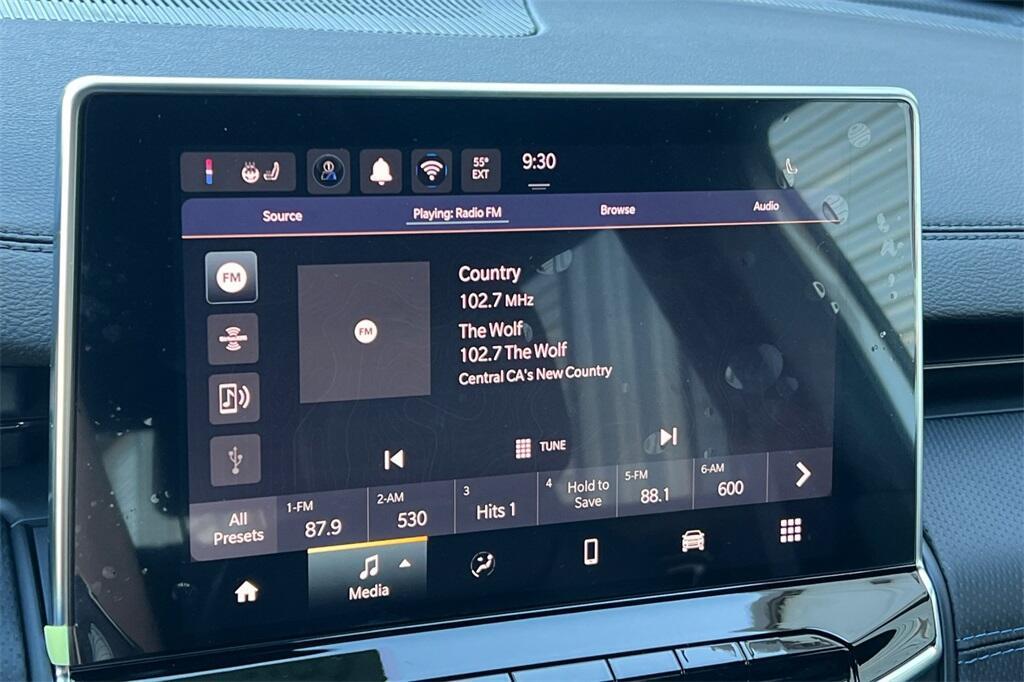 55°
EXT
9:30
Source
Playing: Radio FM
Browse
Audio
FM
SiriusXM
FM
Country
102.7 MHz
The Wolf
102.7 The Wolf
Central CA's New Country
TUNE
All
Presets
1-FM
87.9
2-AM
530
3
Hits 1
4
Hold to
Save
5-FM
88.1
6-AM
600
Media